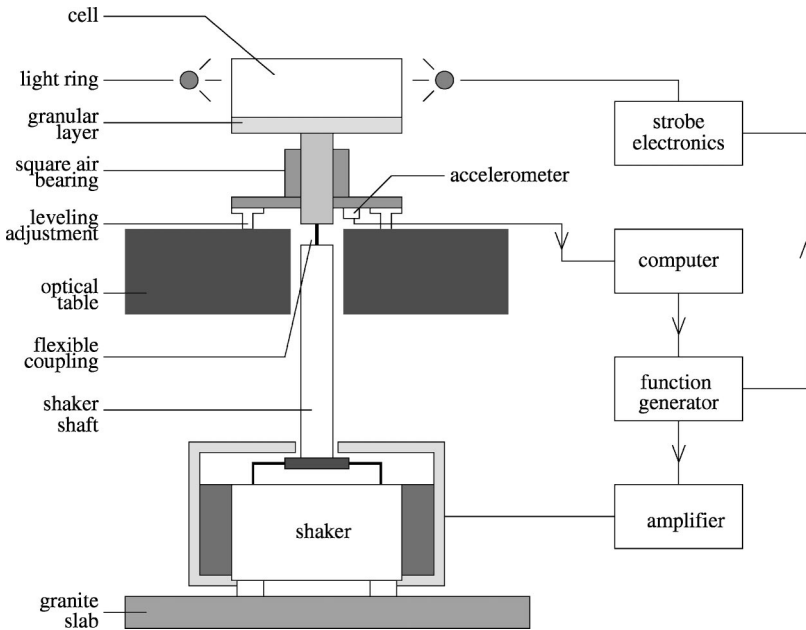 cell
light ring
granular
layer
square air
bearing
leveling
adjustment
optical
table
flexible
coupling
shaker
shaft
granite
slab
shaker
accelerometer
strobe
electronics
computer
function
generator
amplifier